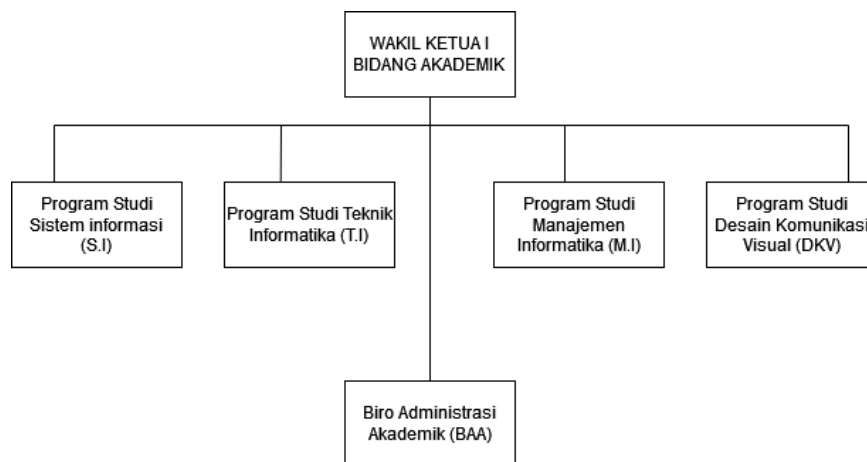 WAKIL KETUA I
BIDANG AKADEMIK
Program Studi
Sistem informasi
(S.I)
Program Studi Teknik
Informatika (T.I)
Program Studi
Manajemen
Informatika (M.I)
Program Studi
Desain Komunikasi
Visual (DKV)
Biro Administrasi
Akademik (BAA)